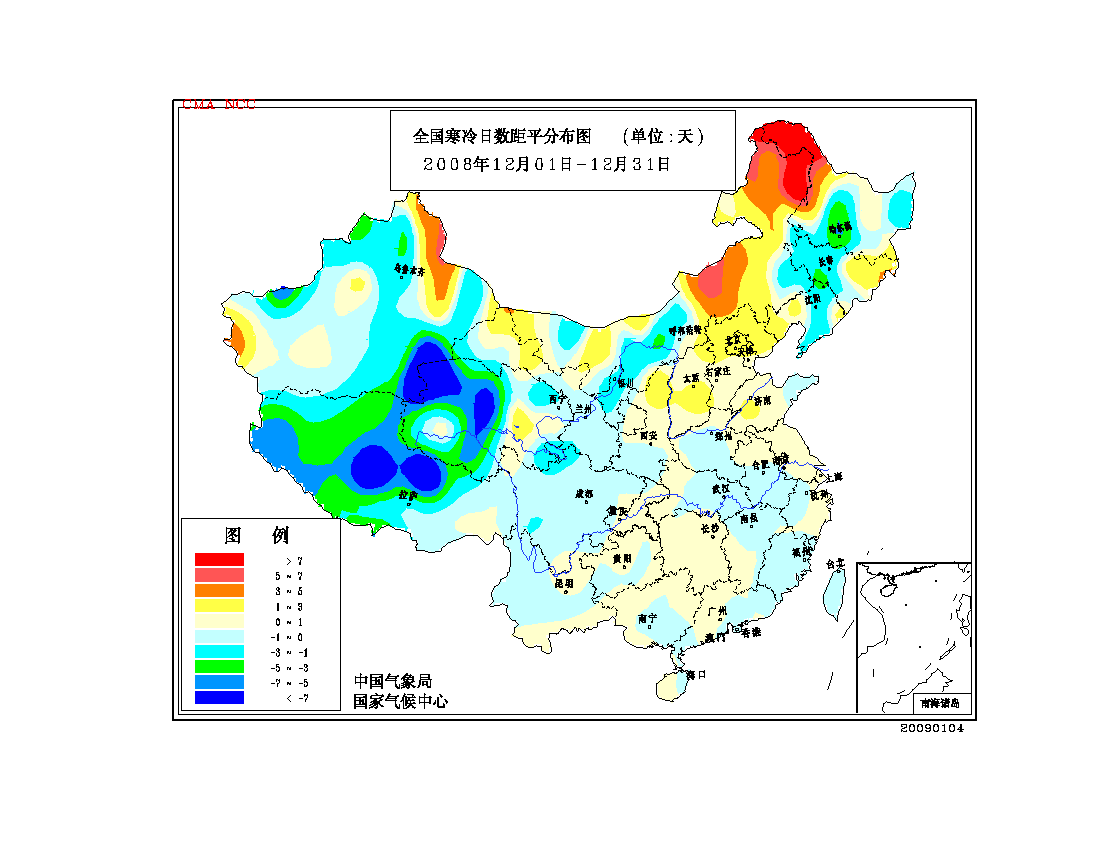 CMA NCC
全国寒冷日数距平分布图 (单位:天)
2008年12月01日-12月31日
哈尔滨
长春
乌鲁木齐
沈阳
呼和浩特
北京
天津
银川
太原
石家庄
西宁
兰州
济南
西安
郑州
合肥
南京
上海
成都
武汉
杭州
拉萨
重庆
南昌
长沙
贵阳
福州
台北
昆明
广州
南宁
澳门
香港
海口
图 例
> 7
5 ~ 7
3 ~ 5
1 ~ 3
0 ~ 1
-1 ~ 0
-3 ~ -1
-5 ~ -3
-7 ~ -5
< -7
中国气象局
国家气候中心
南海诸岛
20090104